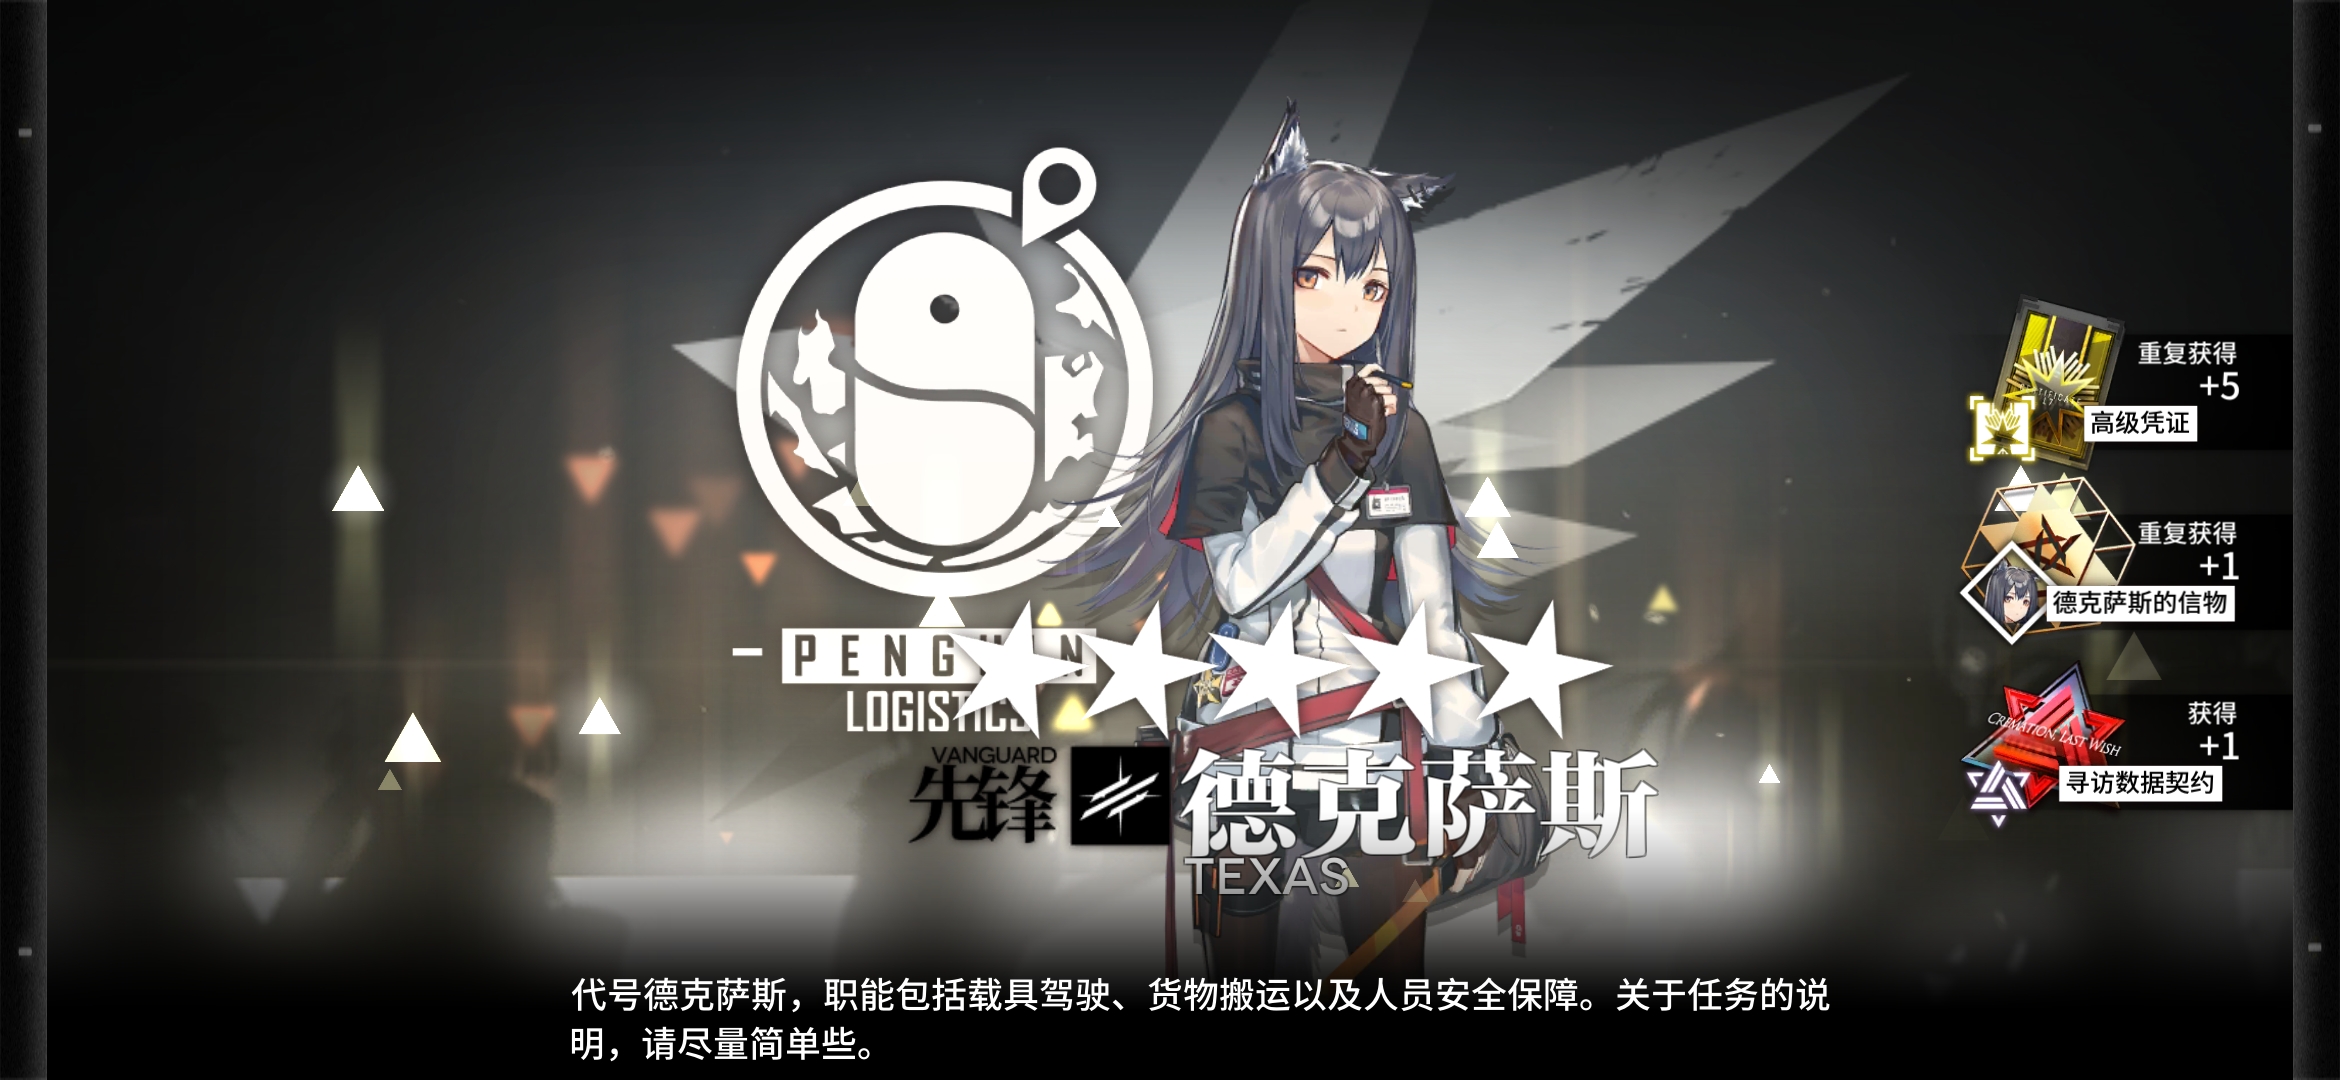 重复获得
+5
高级凭证
重复获得
+1
德克萨斯的信物
CREMATION, LAST WISH
获得
+1
寻访数据契约
LOGISTICS
VANGUARD
先锋
德克萨斯
TEXAS
代号德克萨斯，职能包括载具驾驶、货物搬运以及人员安全保障。关于任务的说
明，请尽量简单些。